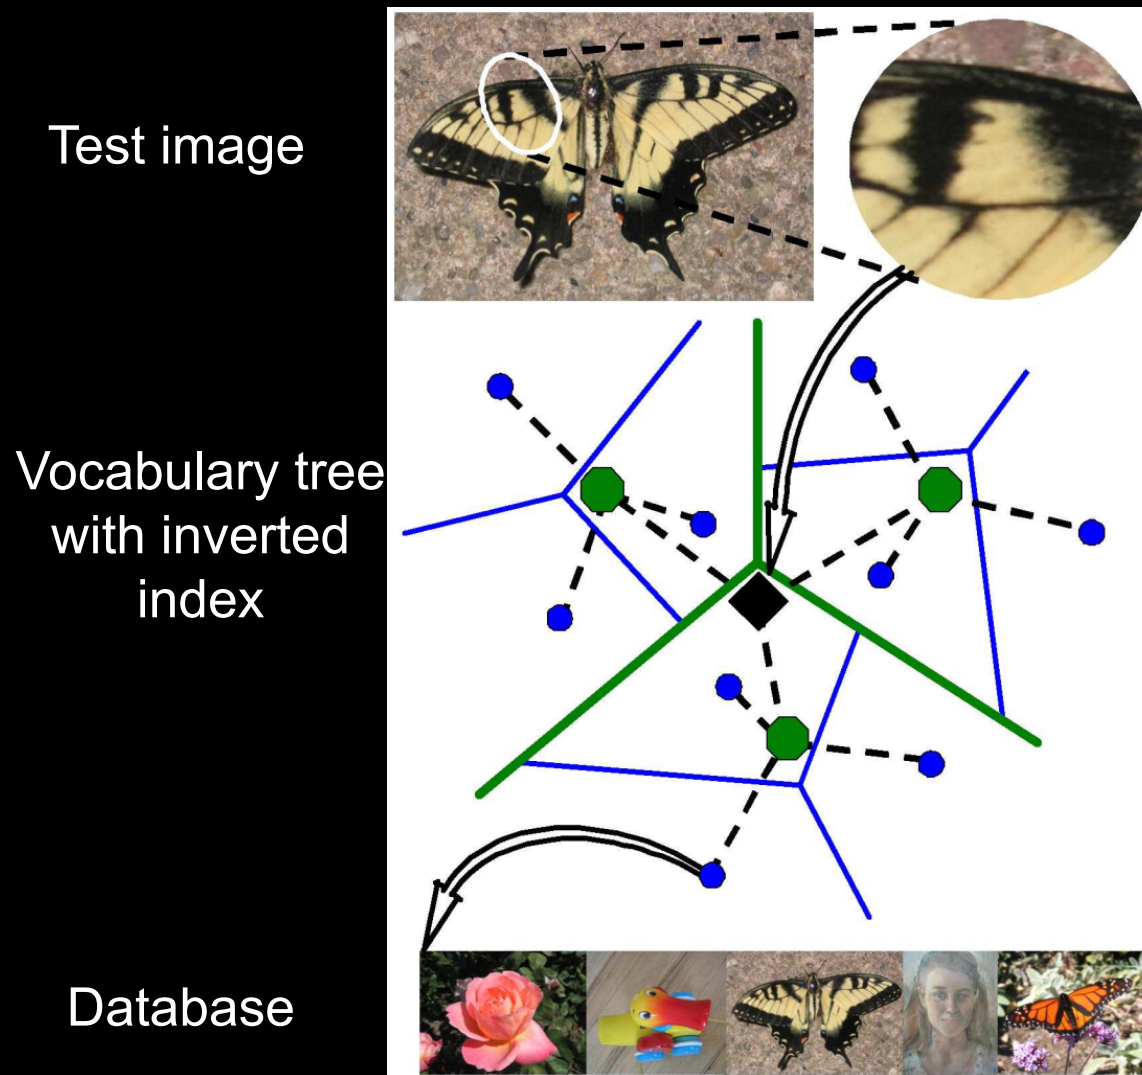 Test image
Vocabulary tree
with inverted
index
Database